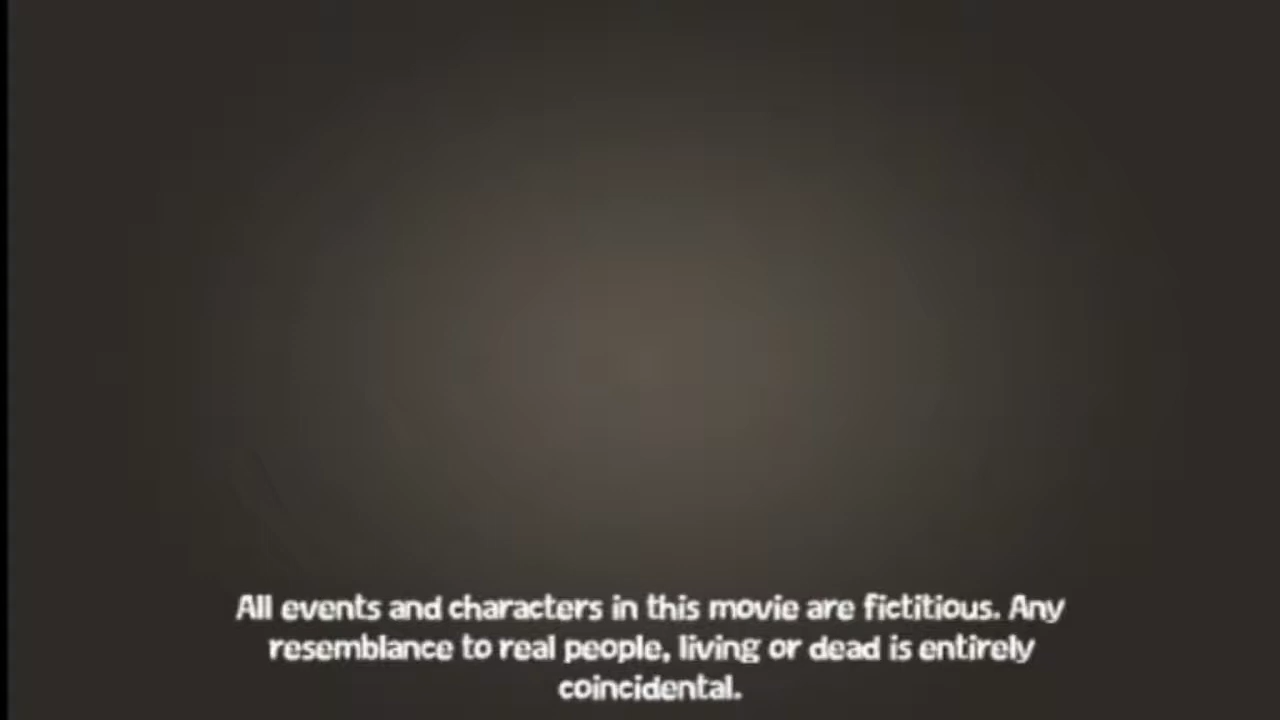 All events and characters in this movie are fictitious. Any
resemblance to real people, living or dead is entirely
coincidental.